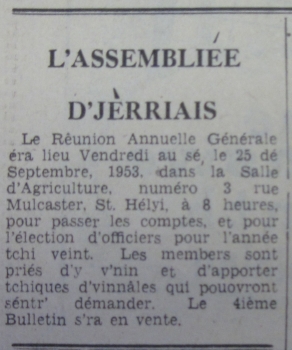 L'ASSEMBLIÉE
D'JÈRRIAIS
Le Réunion Annuelle Générale
éra lieu Vendredi au sé, le 25 dé
Septembre, 1953, dans la Salle
d'Agriculture, numéro 3 rue
Mulcaster, St. Hélyi, à 8 heures,
pour passer les comptes, et pour
l'élection d'officiers pour l'année
tchi veint. Les members sont
priés d'y v'nin et d'apporter
tchiques d'vinnâles qui pouovront
séntr' démander. Le 4ième
Bulletin s'ra en vente.